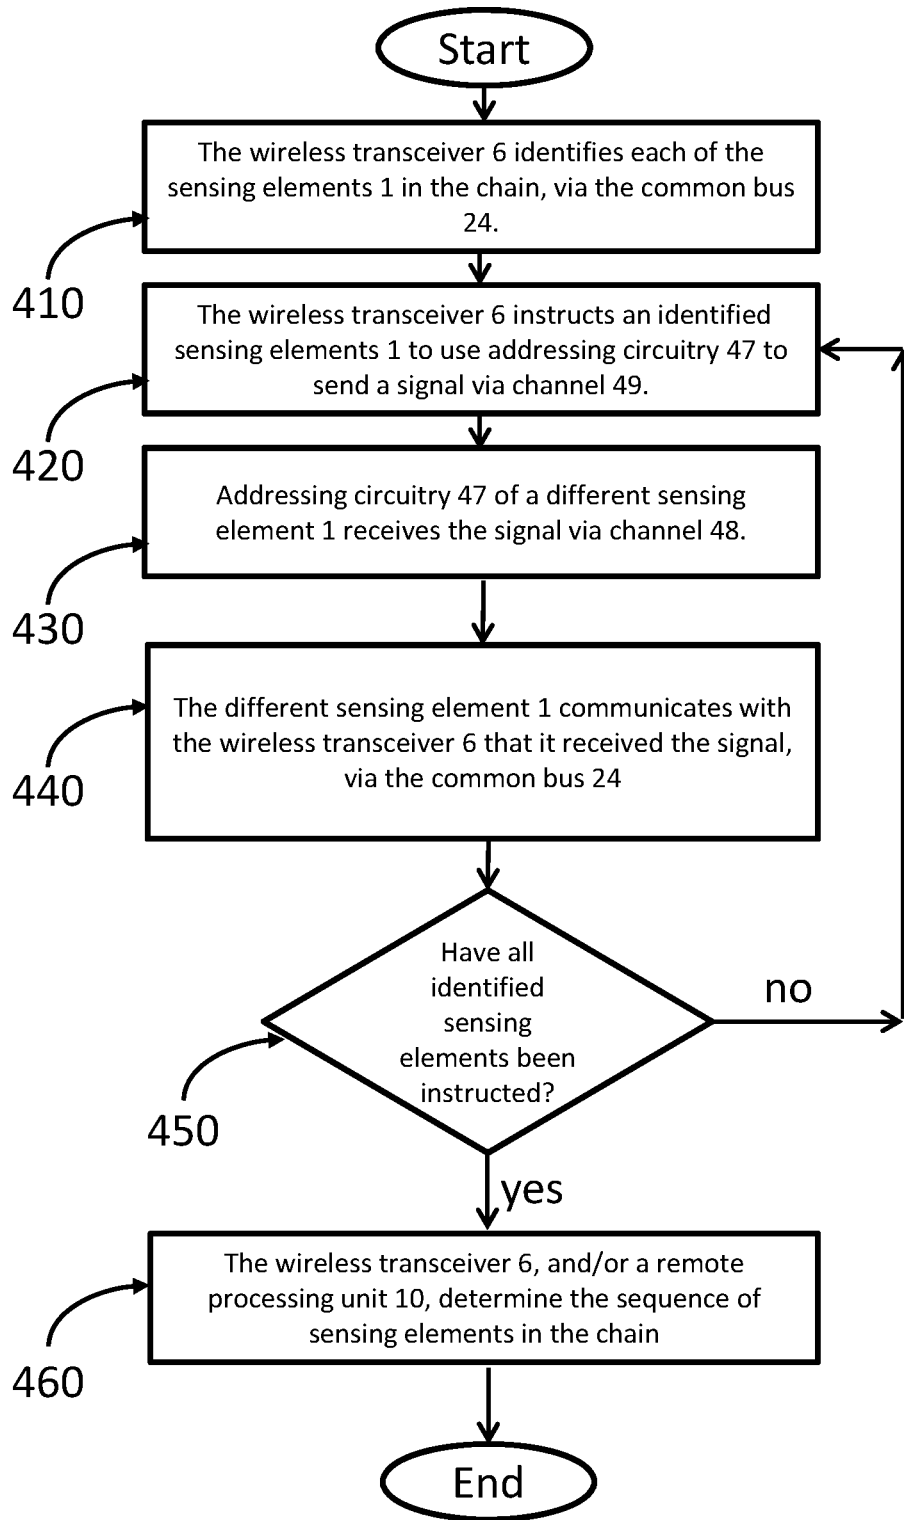 Start
The wireless transceiver 6 identifies each of the
sensing elements 1 in the chain, via the common bus
24.
410
The wireless transceiver 6 instructs an identified
sensing elements 1 to use addressing circuitry 47 to
send a signal via channel 49.
420
Addressing circuitry 47 of a different sensing
element 1 receives the signal via channel 48.
430
The different sensing element 1 communicates with
the wireless transceiver 6 that it received the signal,
via the common bus 24
440
Have all
identified
sensing
elements been
instructed?
no
450
yes
The wireless transceiver 6, and/or a remote
processing unit 10, determine the sequence of
sensing elements in the chain
460
End